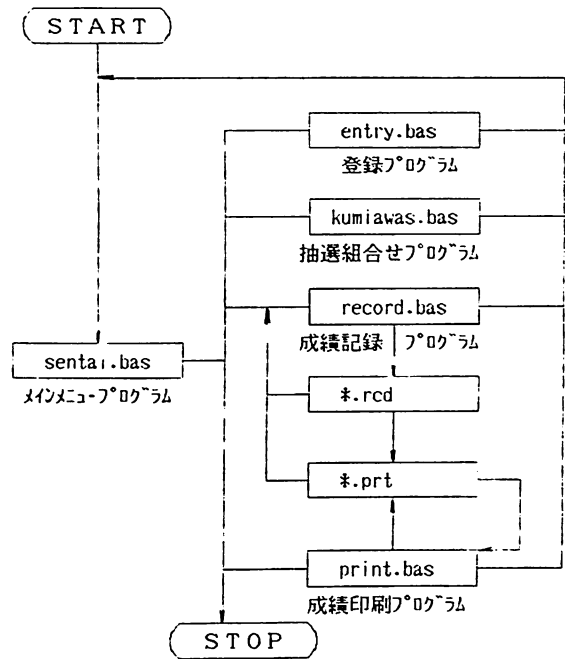 START
entry.bas
登録プログラム
kumiawas.bas
抽選組合せプログラム
record.bas
成績記録 プログラム
sentai.bas
メインメニュープログラム
*.rcd
*.prt
print.bas
成績印刷プログラム
STOP